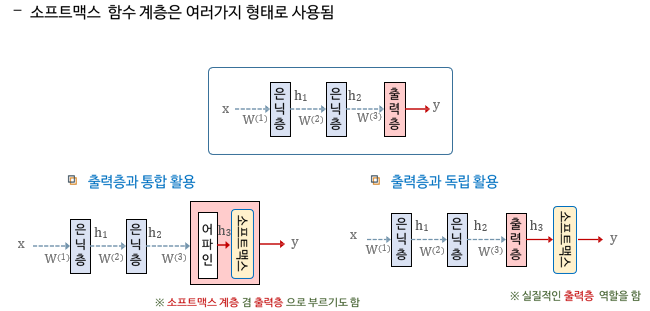 – 소프트맥스 함수 계층은 여러가지 형태로 사용됨
x W(1) 은닉층 h1 W(2) 은닉층 h2 W(3) 출력층 y
출력층과 통합 활용
x W(1) 은닉층 h1 W(2) 은닉층 h2 W(3) 어파인 h3 소프트맥스 y
※ 소프트맥스 계층 겸 출력층 으로 부르기도 함
출력층과 독립 활용
x W(1) 은닉층 h1 W(2) 은닉층 h2 W(3) 출력층 h3 소프트맥스 y
※ 실질적인 출력층 역할을 함